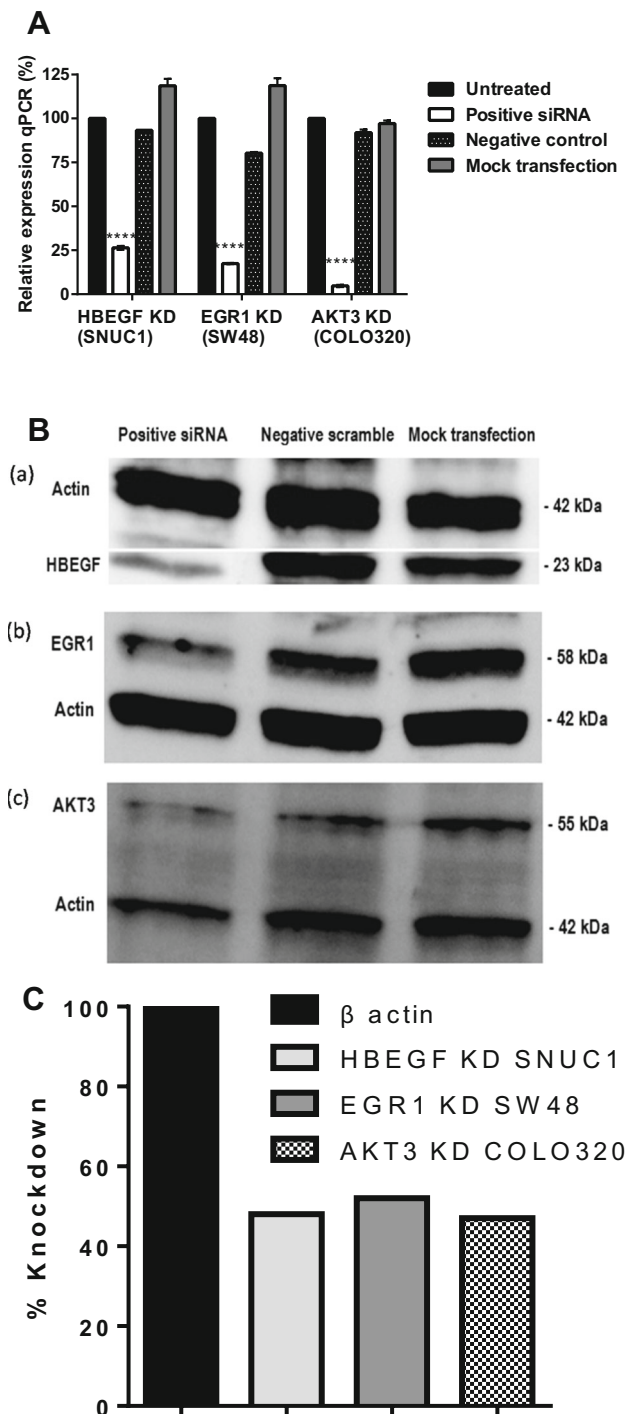 A
Relative expression qPCR (%)
125
100
75
50
25
0
****
****
****
HBEGF KD
(SNUC1)
EGR1 KD
(SW48)
AKT3 KD
(COLO320)
Untreated
Positive siRNA
Negative control
Mock transfection
B
Positive siRNA Negative scramble Mock transfection
(a)
Actin
- 42 kDa
HBEGF
- 23 kDa
(b)
EGR1
- 58 kDa
Actin
- 42 kDa
(c)
AKT3
- 55 kDa
Actin
- 42 kDa
C
% Knockdown
100
80
60
40
20
0
β actin
HBEGF KD SNUC1
EGR1 KD SW48
AKT3 KD COLO320